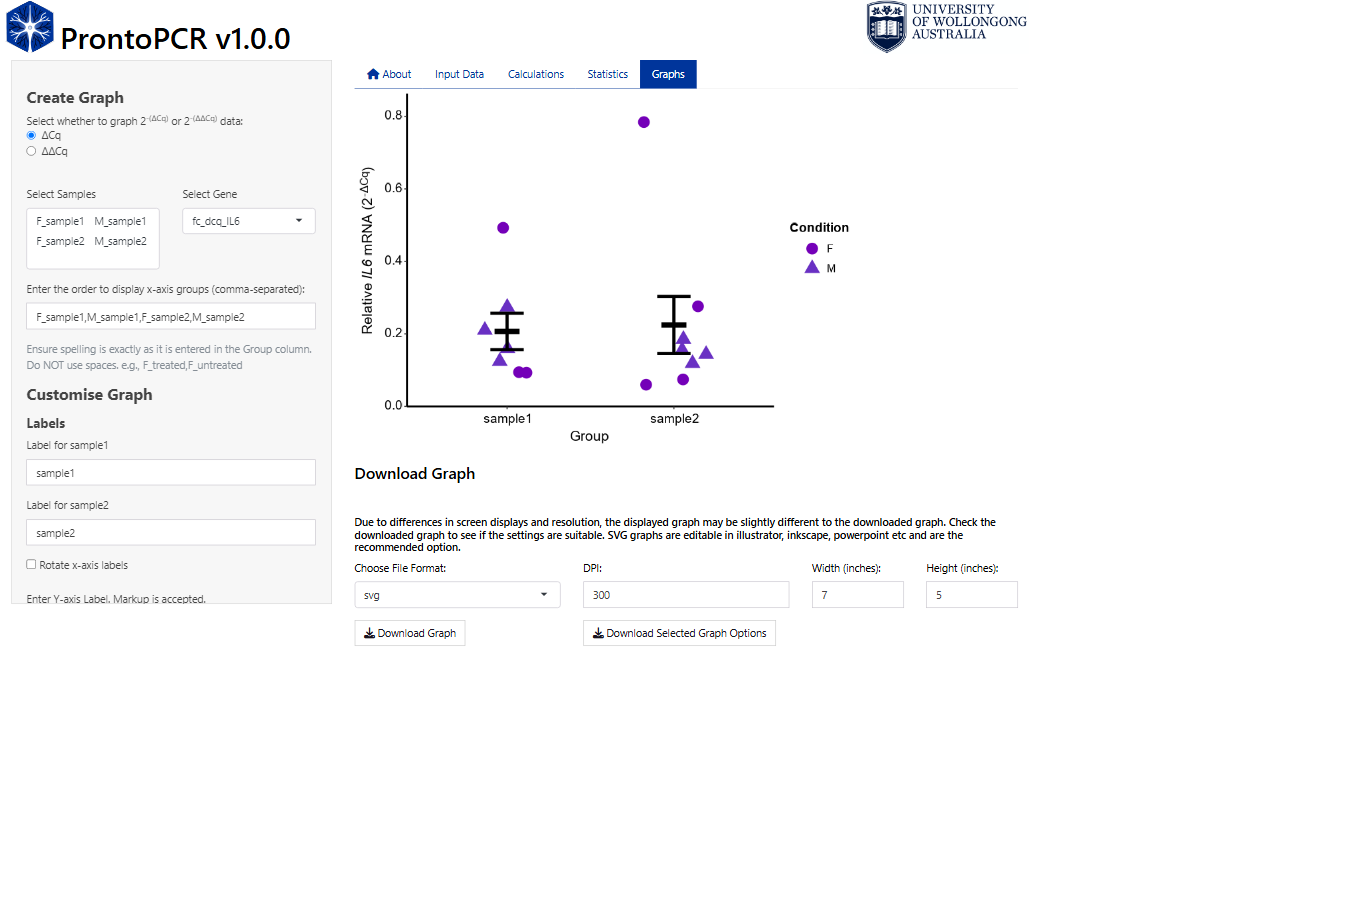 ProntoPCR v1.0.0
UNIVERSITY
OF WOLLONGONG
AUSTRALIA
Create Graph
Select whether to graph 2-(ΔCq) or 2-(ΔΔCq) data:
ΔCq
ΔΔCq
Select Samples
Select Gene
F_sample1 M_sample1
F_sample2 M_sample2
fc_dcq_IL6
Enter the order to display x-axis groups (comma-separated):
F_sample1,M_sample1,F_sample2,M_sample2
Ensure spelling is exactly as it is entered in the Group column.
Do NOT use spaces. e.g., F_treated,F_untreated
Customise Graph
Labels
Label for sample1
sample1
Label for sample2
sample2
Rotate x-axis labels
Enter Y-axis Label. Markup is accepted.
About Input Data Calculations Statistics Graphs
Relative IL6 mRNA (2-ΔCq)
0.8
0.6
0.4
0.2
0.0
sample1 sample2
Group
Condition
F
M
Download Graph
Due to differences in screen displays and resolution, the displayed graph may be slightly different to the downloaded graph. Check the
downloaded graph to see if the settings are suitable. SVG graphs are editable in illustrator, inkscape, powerpoint etc and are the
recommended option.
Choose File Format: DPI: Width (inches): Height (inches):
svg 300 7 5
Download Graph Download Selected Graph Options